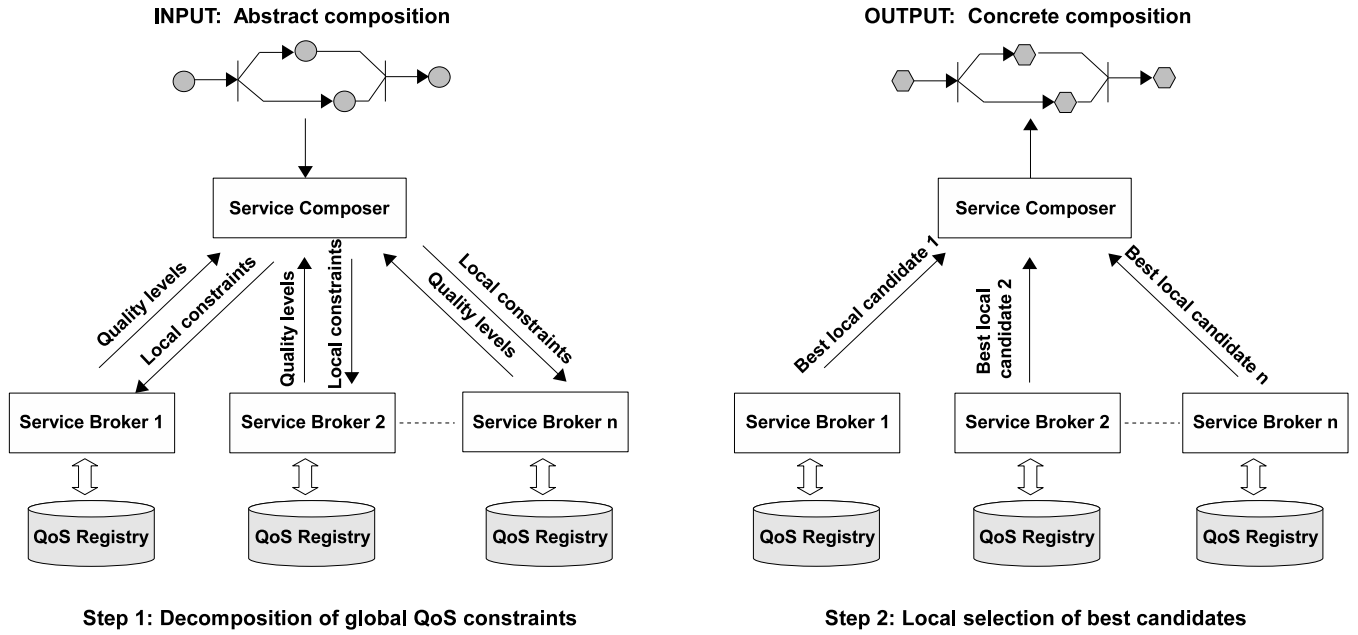 INPUT: Abstract composition
Service Composer
Quality levels
Local constraints
Quality levels
Local constraints
Local constraints
Quality levels
Service Broker 1
Service Broker 2
Service Broker n
QoS Registry
QoS Registry
QoS Registry
Step 1: Decomposition of global QoS constraints
OUTPUT: Concrete composition
Service Composer
Best local candidate 1
Best local
candidate 2
Best local candidate n
Service Broker 1
Service Broker 2
Service Broker n
QoS Registry
QoS Registry
QoS Registry
Step 2: Local selection of best candidates